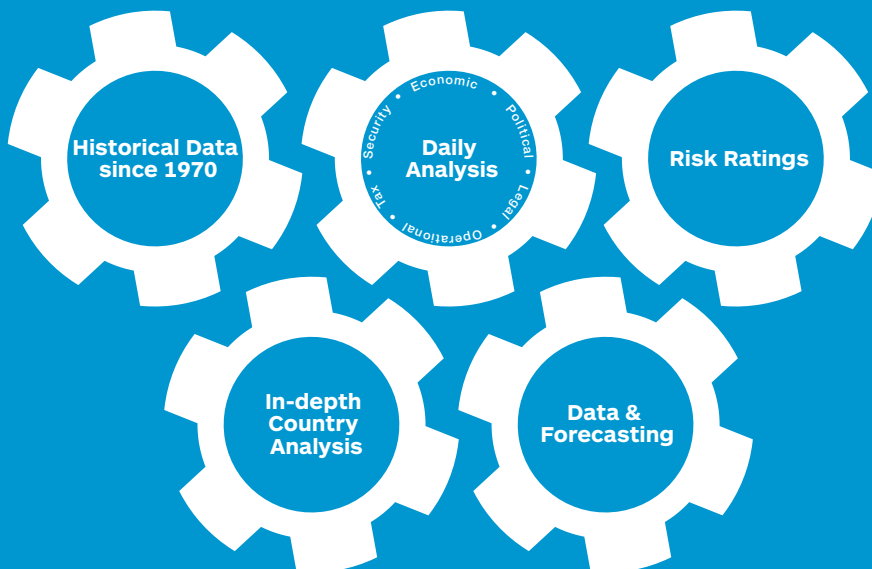 Historical Data
since 1970
Economic • Political • Legal • Operational • Tax • Security •
Daily
Analysis
Risk Ratings
In-depth
Country
Analysis
Data &
Forecasting